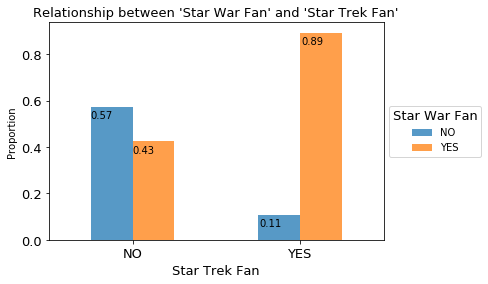 Relationship between 'Star War Fan' and 'Star Trek Fan'
Proportion
0.8
0.6
0.4
0.2
0.0
0.57
0.43
0.11
0.89
NO
YES
Star Trek Fan
Star War Fan
NO
YES